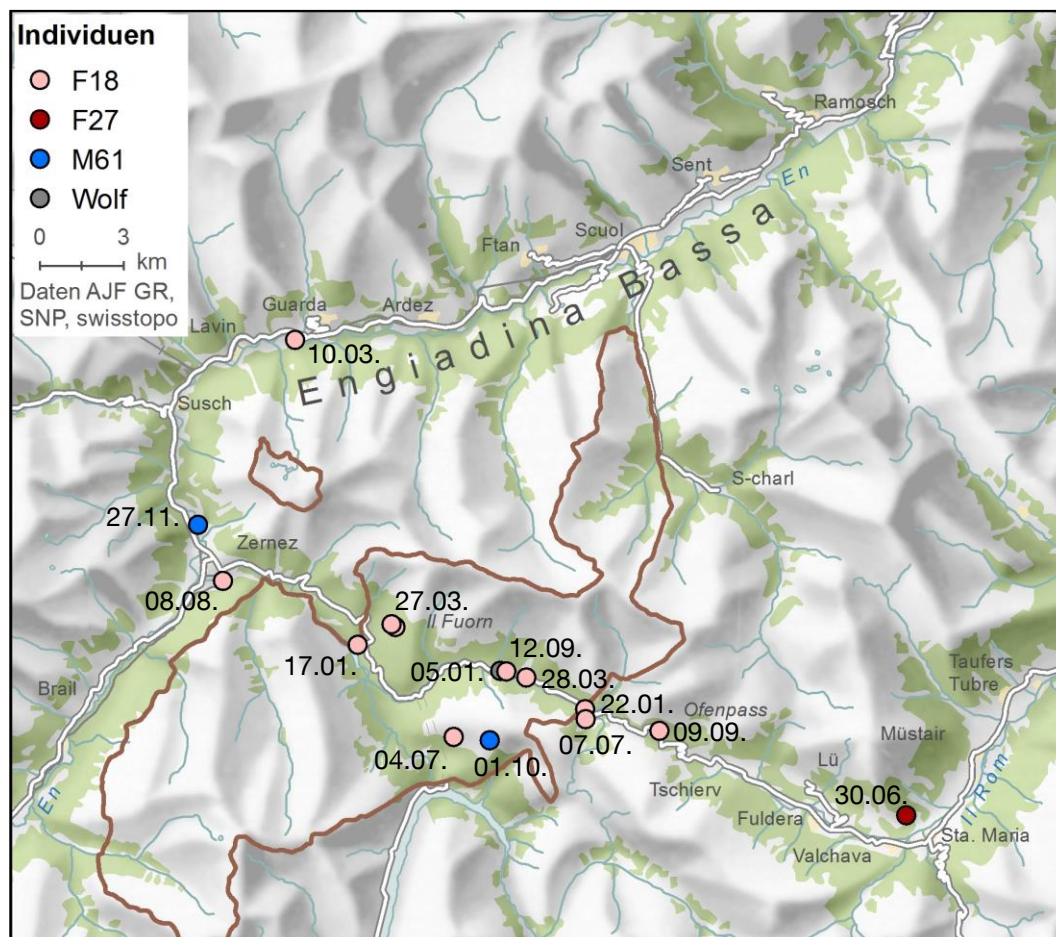 Individuen
F18
F27
M61
Wolf
0 3
km
Daten AJF GR,
SNP, swisstopo
Ramosch
Sent
En
Scuol
Ftan
Engiadina Bassa
Guarda
Ardez
Lavin
10.03.
Susch
S-charl
27.11.
Zernez
08.08.
27.03.
Il Fuorn
17.01.
12.09.
05.01.
28.03.
Brail
22.01.
Ofenpass
09.09.
07.07.
04.07.
01.10.
Taufers
Tubre
Müstair
Lü
Tschierv
30.06.
Il Rom
Fuldera
Sta. Maria
Valchava
En